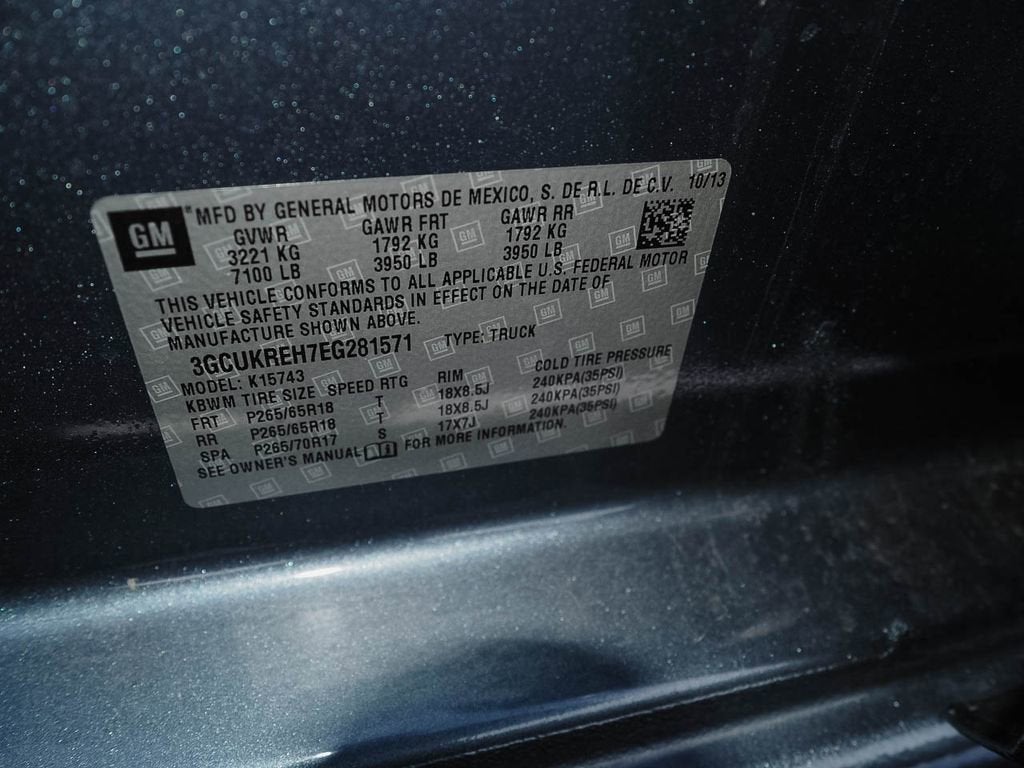 GM
MFD BY GENERAL MOTORS DE MEXICO, S. DE R.L. DE C.V. 10/13
GVWR GAWR FRT GAWR RR
3221 KG 1792 KG 1792 KG
7100 LB 3950 LB 3950 LB
THIS VEHICLE CONFORMS TO ALL APPLICABLE U.S. FEDERAL MOTOR
VEHICLE SAFETY STANDARDS IN EFFECT ON THE DATE OF
MANUFACTURE SHOWN ABOVE.
3GCUKREH7EG281571 TYPE: TRUCK
MODEL: K15743
KBWM TIRE SIZE SPEED RTG RIM COLD TIRE PRESSURE
FRT P265/65R18 T 18X8.5J 240KPA(35PSI)
RR P265/65R18 T 18X8.5J 240KPA(35PSI)
SPA P265/70R17 S 17X7J 240KPA(35PSI)
SEE OWNER'S MANUAL FOR MORE INFORMATION.